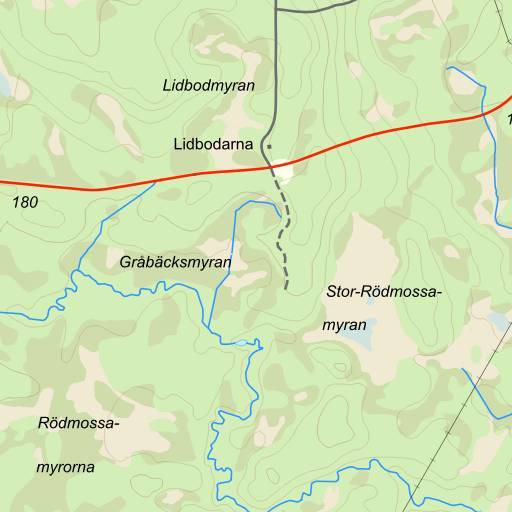 Lidbodmyran
Lidbodarna
180
Gråbäcksmyran
Stor-Rödmossa-
myran
Rödmossa-
myrorna